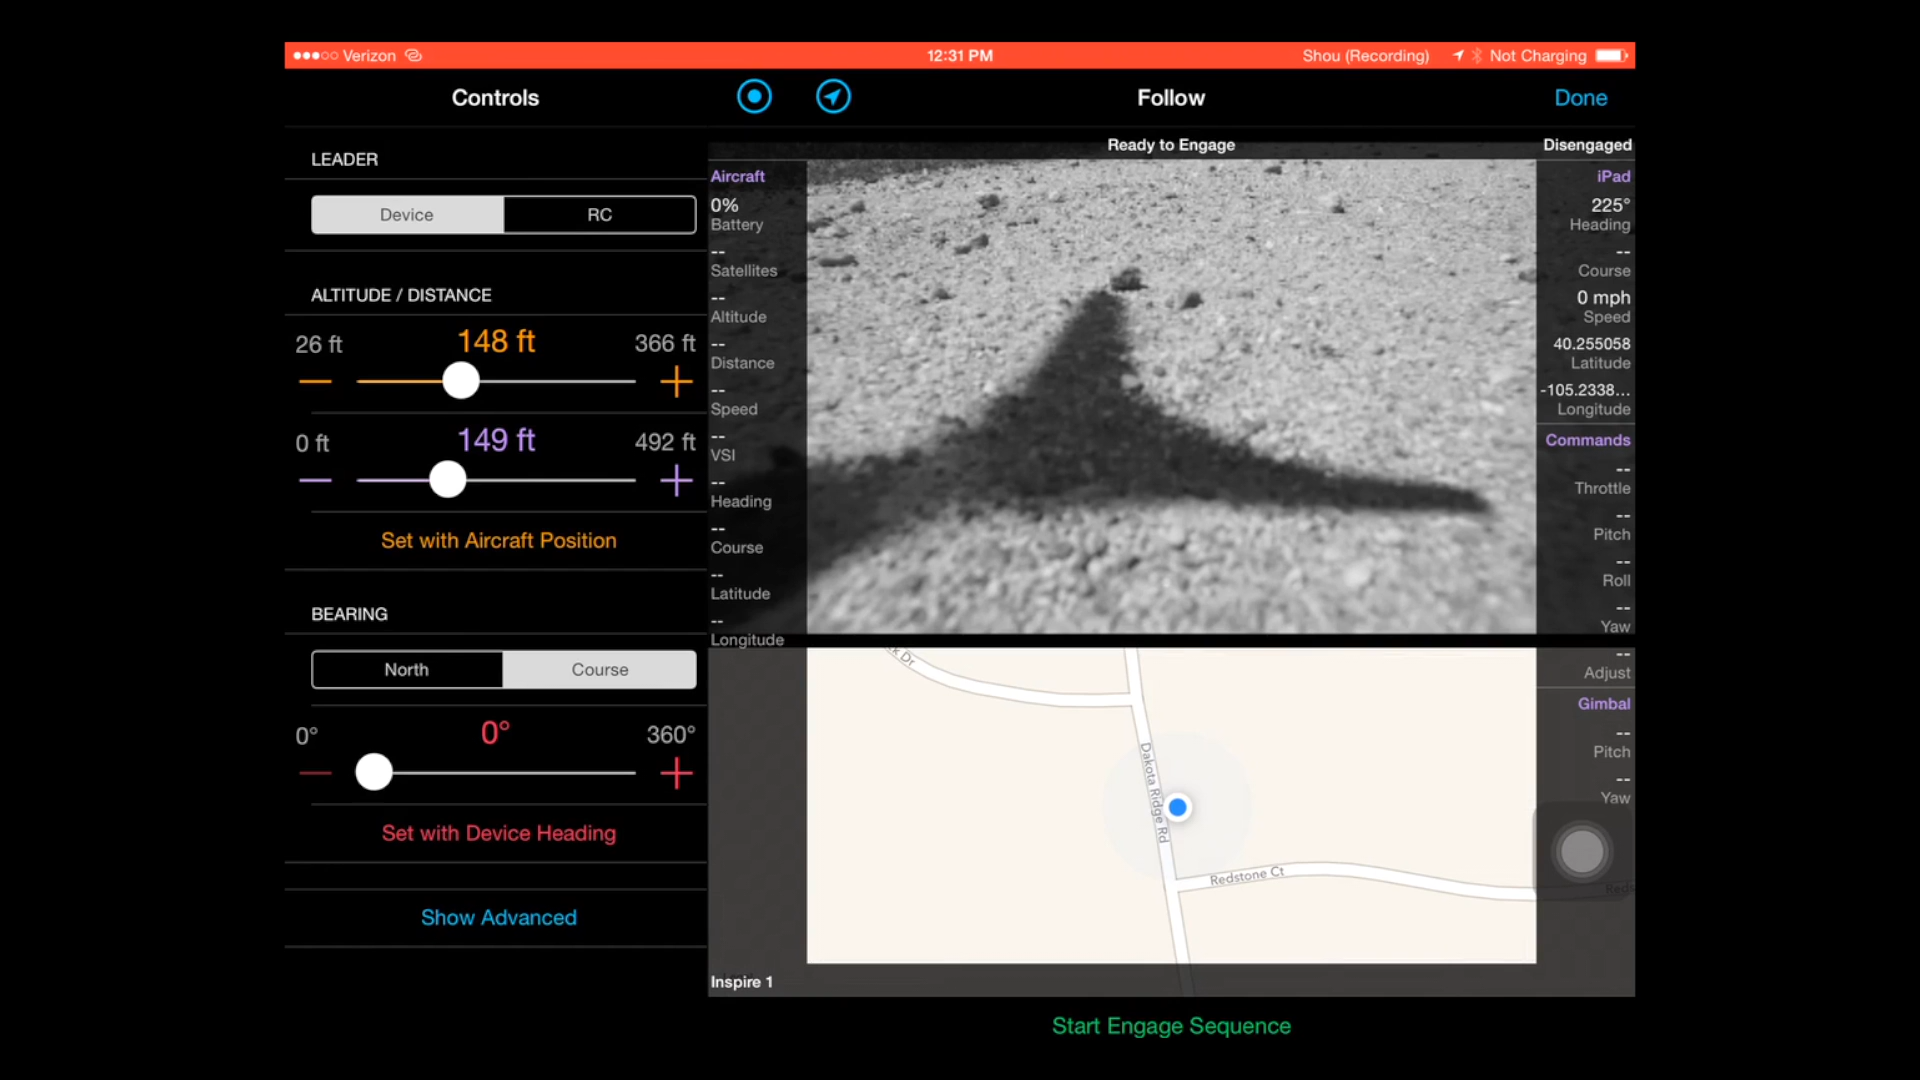 Verizon
12:31 PM
Shou (Recording)
Not Charging
Controls
Follow
Done
LEADER
Device
RC
ALTITUDE / DISTANCE
26 ft
148 ft
366 ft
0 ft
149 ft
492 ft
Set with Aircraft Position
BEARING
North
Course
0°
0°
360°
Set with Device Heading
Show Advanced
Ready to Engage
Disengaged
Aircraft
0%
Battery
--
Satellites
--
Altitude
--
Distance
--
Speed
--
VSI
--
Heading
--
Course
--
Latitude
--
Longitude
iPad
225°
Heading
--
Course
0 mph
Speed
40.255058
Latitude
-105.2338...
Longitude
Commands
--
Throttle
--
Pitch
--
Roll
--
Yaw
--
Adjust
Gimbal
--
Pitch
--
Yaw
Dr
Dakota Ridge Rd
Redstone Ct
Inspire 1
Start Engage Sequence